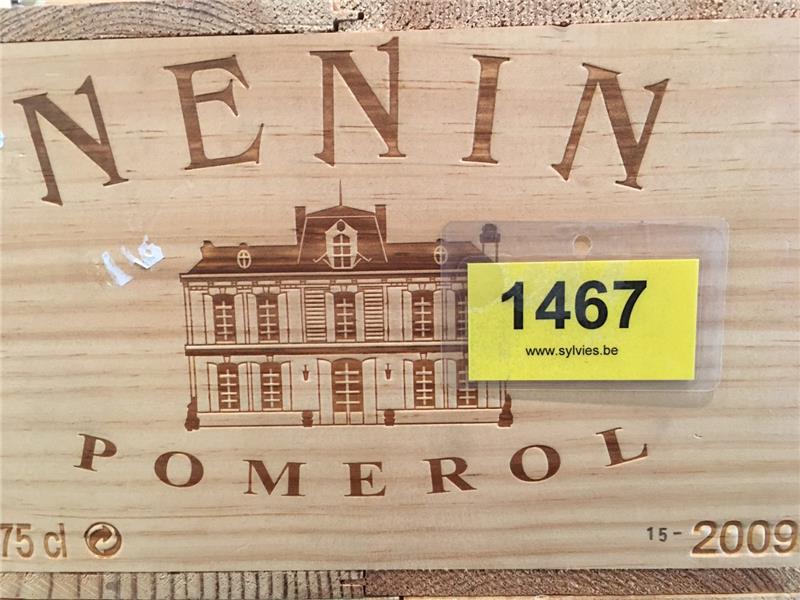 NENIN
1467
www.sylvies.be
POMEROL
75 cl
15- 2009